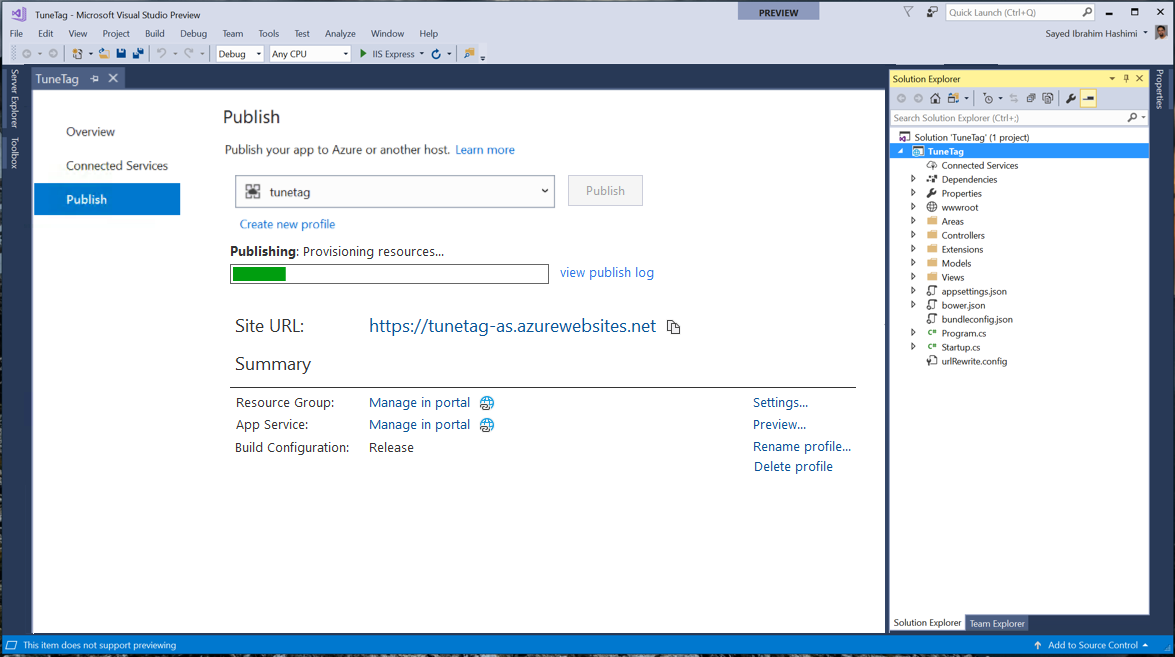 TuneTag - Microsoft Visual Studio Preview
PREVIEW
Quick Launch (Ctrl+Q)
File Edit View Project Build Debug Team Tools Test Analyze Window Help
Sayed Ibrahim Hashimi
Debug Any CPU IIS Express
Server Explorer
Toolbox
TuneTag
Overview
Connected Services
Publish
Publish
Publish your app to Azure or another host. Learn more
tunetag
Publish
Create new profile
Publishing: Provisioning resources...
view publish log
Site URL: https://tunetag-as.azurewebsites.net
Summary
Resource Group: Manage in portal Settings...
App Service: Manage in portal Preview...
Build Configuration: Release Rename profile...
Delete profile
Solution Explorer
Search Solution Explorer (Ctrl+;)
Solution 'TuneTag' (1 project)
TuneTag
Connected Services
Dependencies
Properties
wwwroot
Areas
Controllers
Extensions
Models
Views
appsettings.json
bower.json
bundleconfig.json
C# Program.cs
C# Startup.cs
urlRewrite.config
Solution Explorer Team Explorer
Properties
This item does not support previewing
Add to Source Control